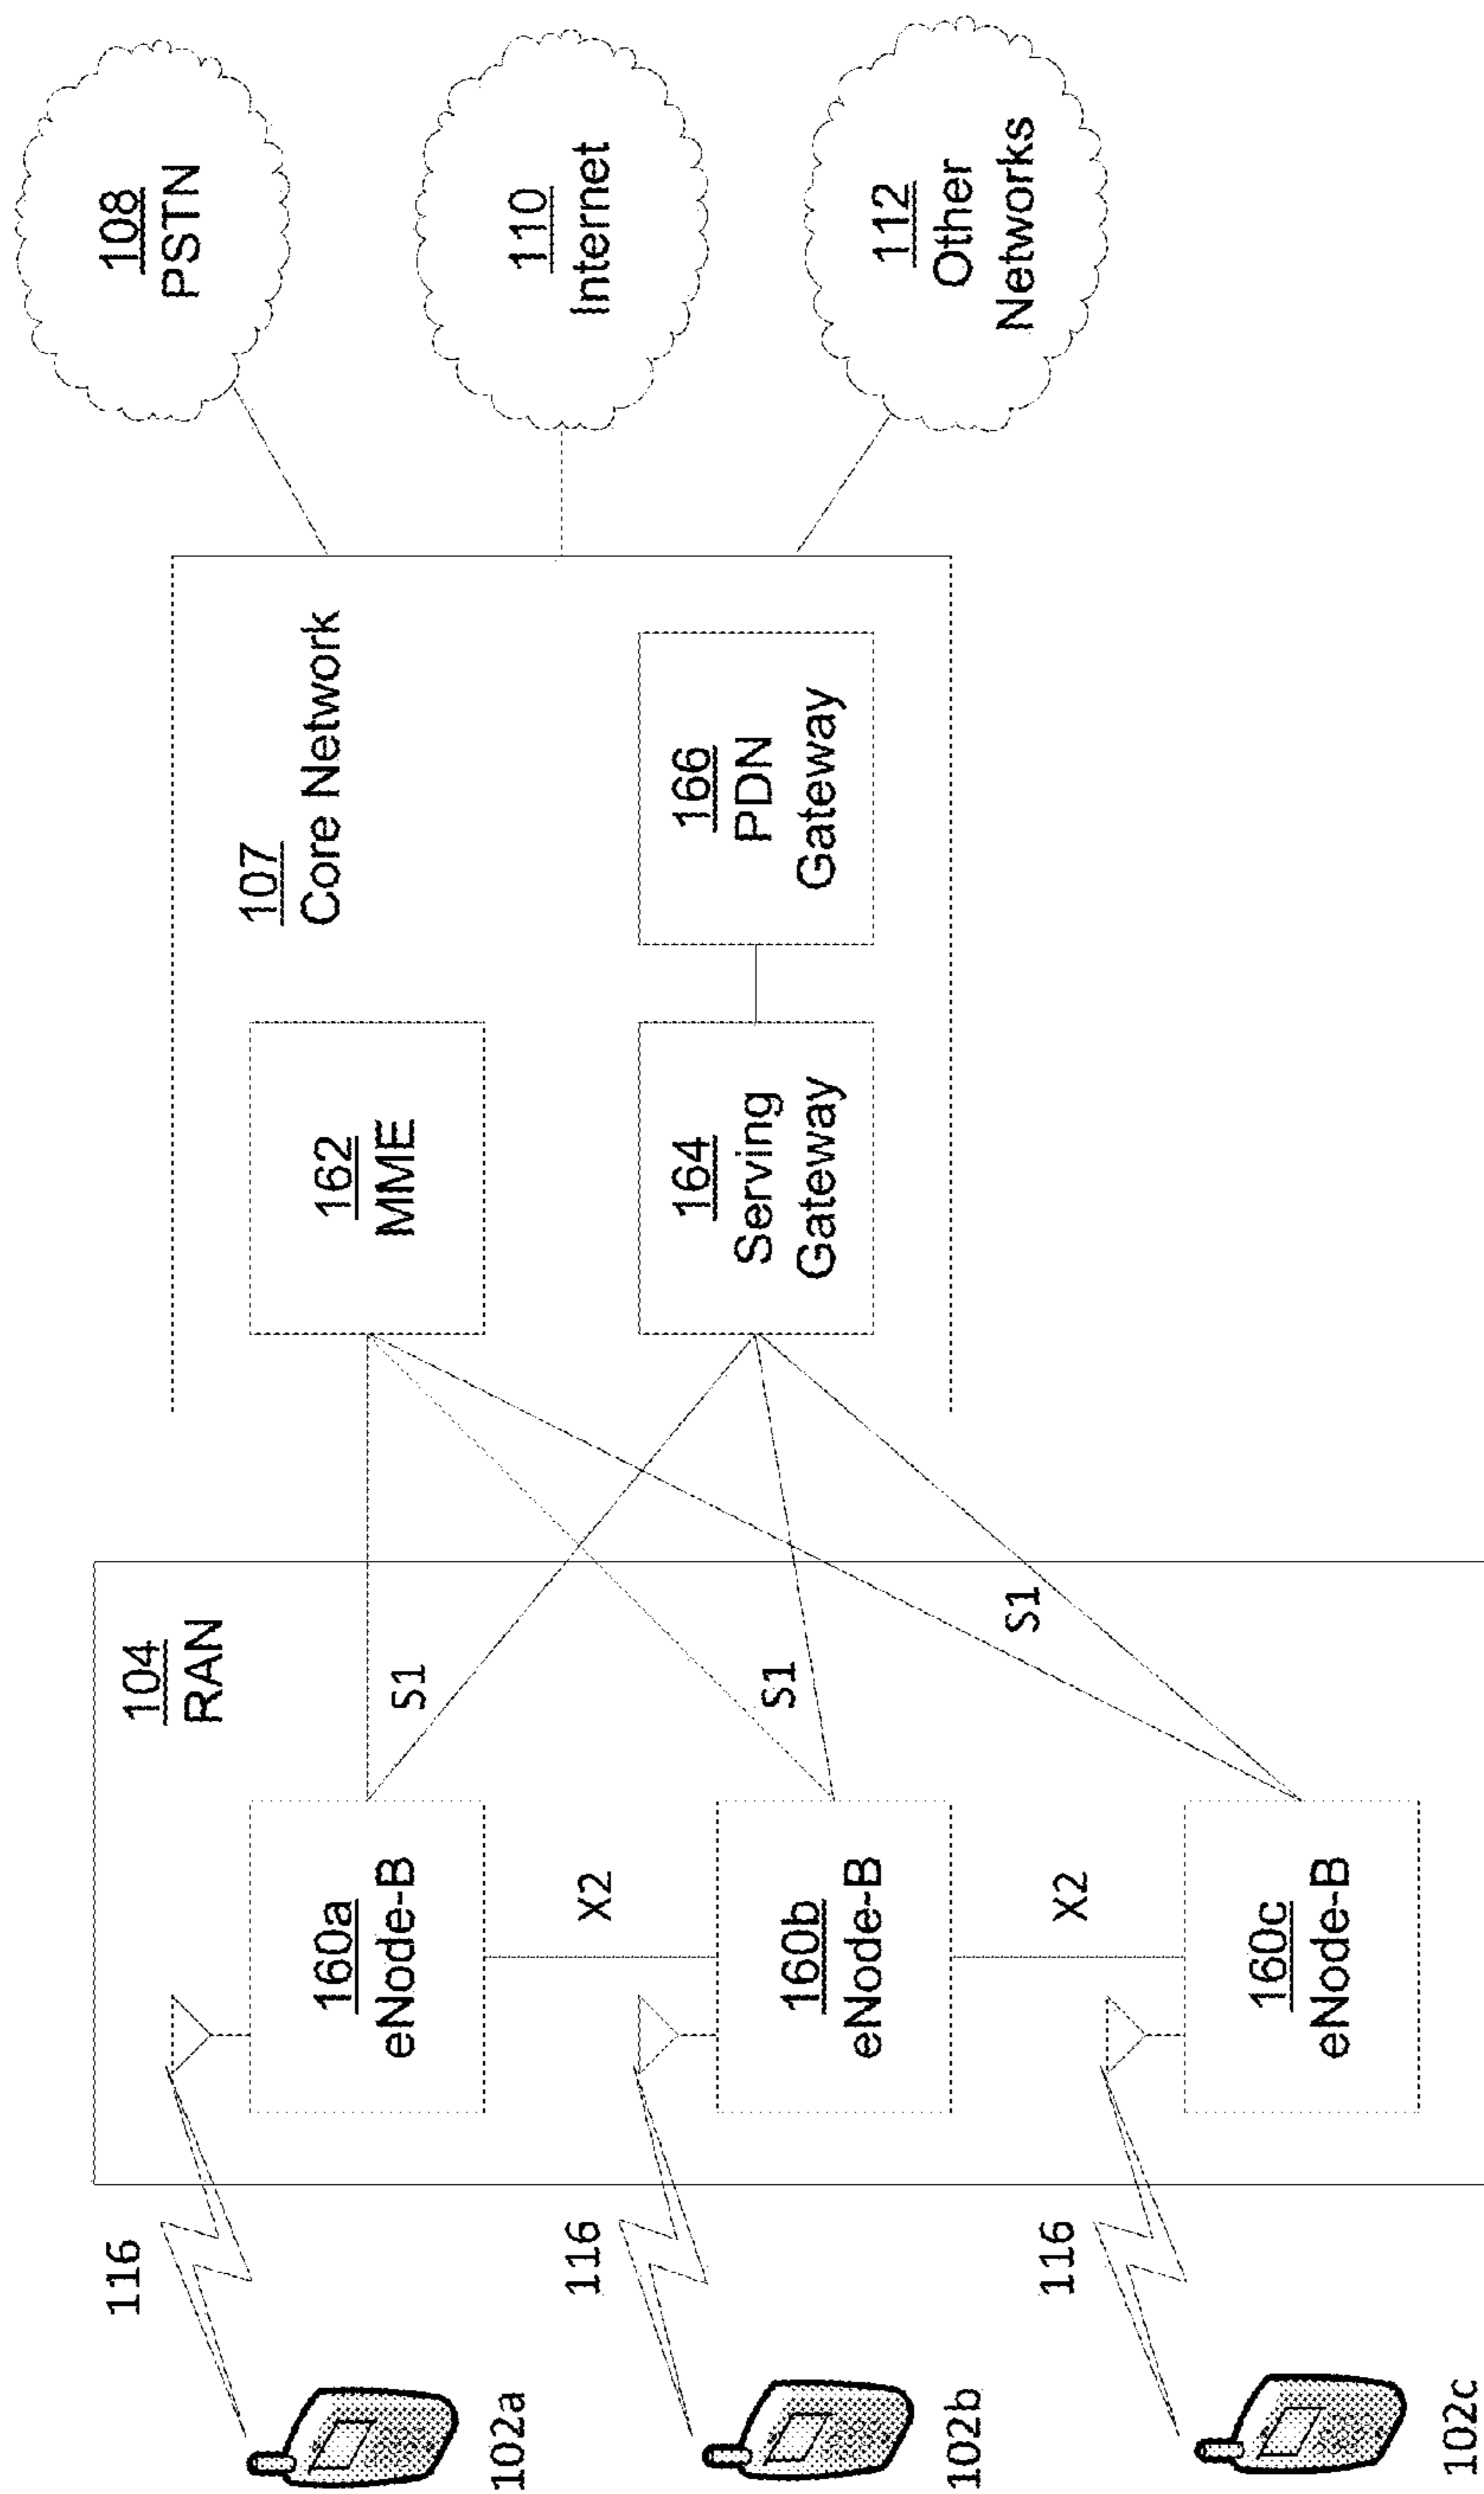 104
RAN
107
Core Network
108
PSTN
116
160a
eNode-B
S1
162
MME
102a
X2
110
Internet
116
160b
eNode-B
S1
164
Serving
Gateway
166
PDN
Gateway
102b
112
Other
Networks
S1
X2
116
160c
eNode-B
102c